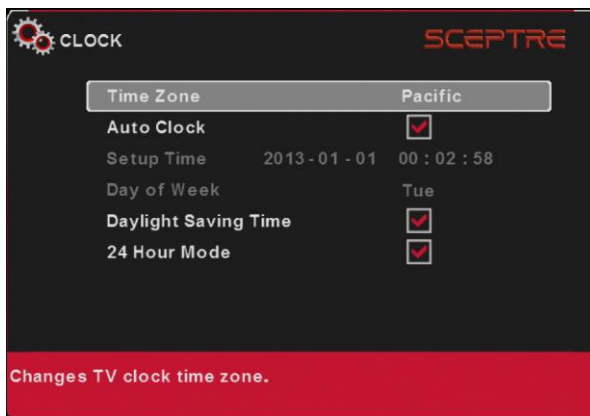 CLOCK
SCEPTRE
Time Zone Pacific
Auto Clock
Setup Time 2013-01-01 00:02:58
Day of Week Tue
Daylight Saving Time
24 Hour Mode
Changes TV clock time zone.